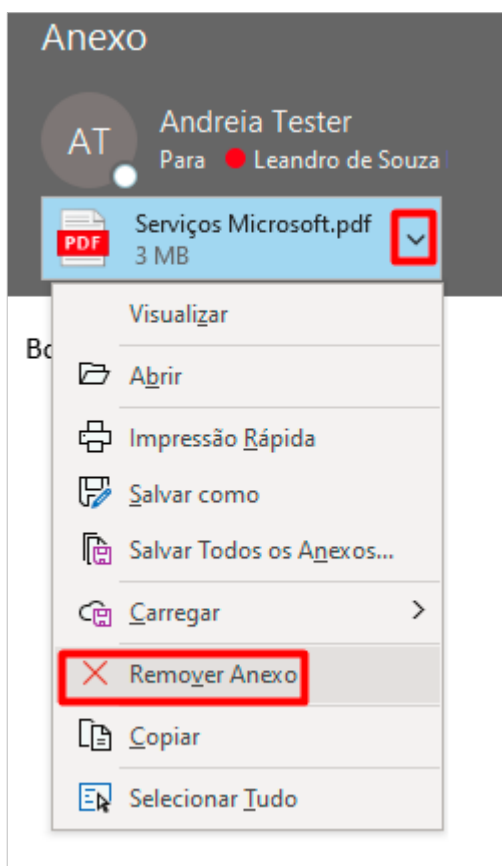 Anexo
AT
Andreia Tester
Para Leandro de Souza
PDF
Serviços Microsoft.pdf
3 MB
Visualizar
Bo
Abrir
Impressão Rápida
Salvar como
Salvar Todos os Anexos...
Carregar
Remover Anexo
Copiar
Selecionar Tudo